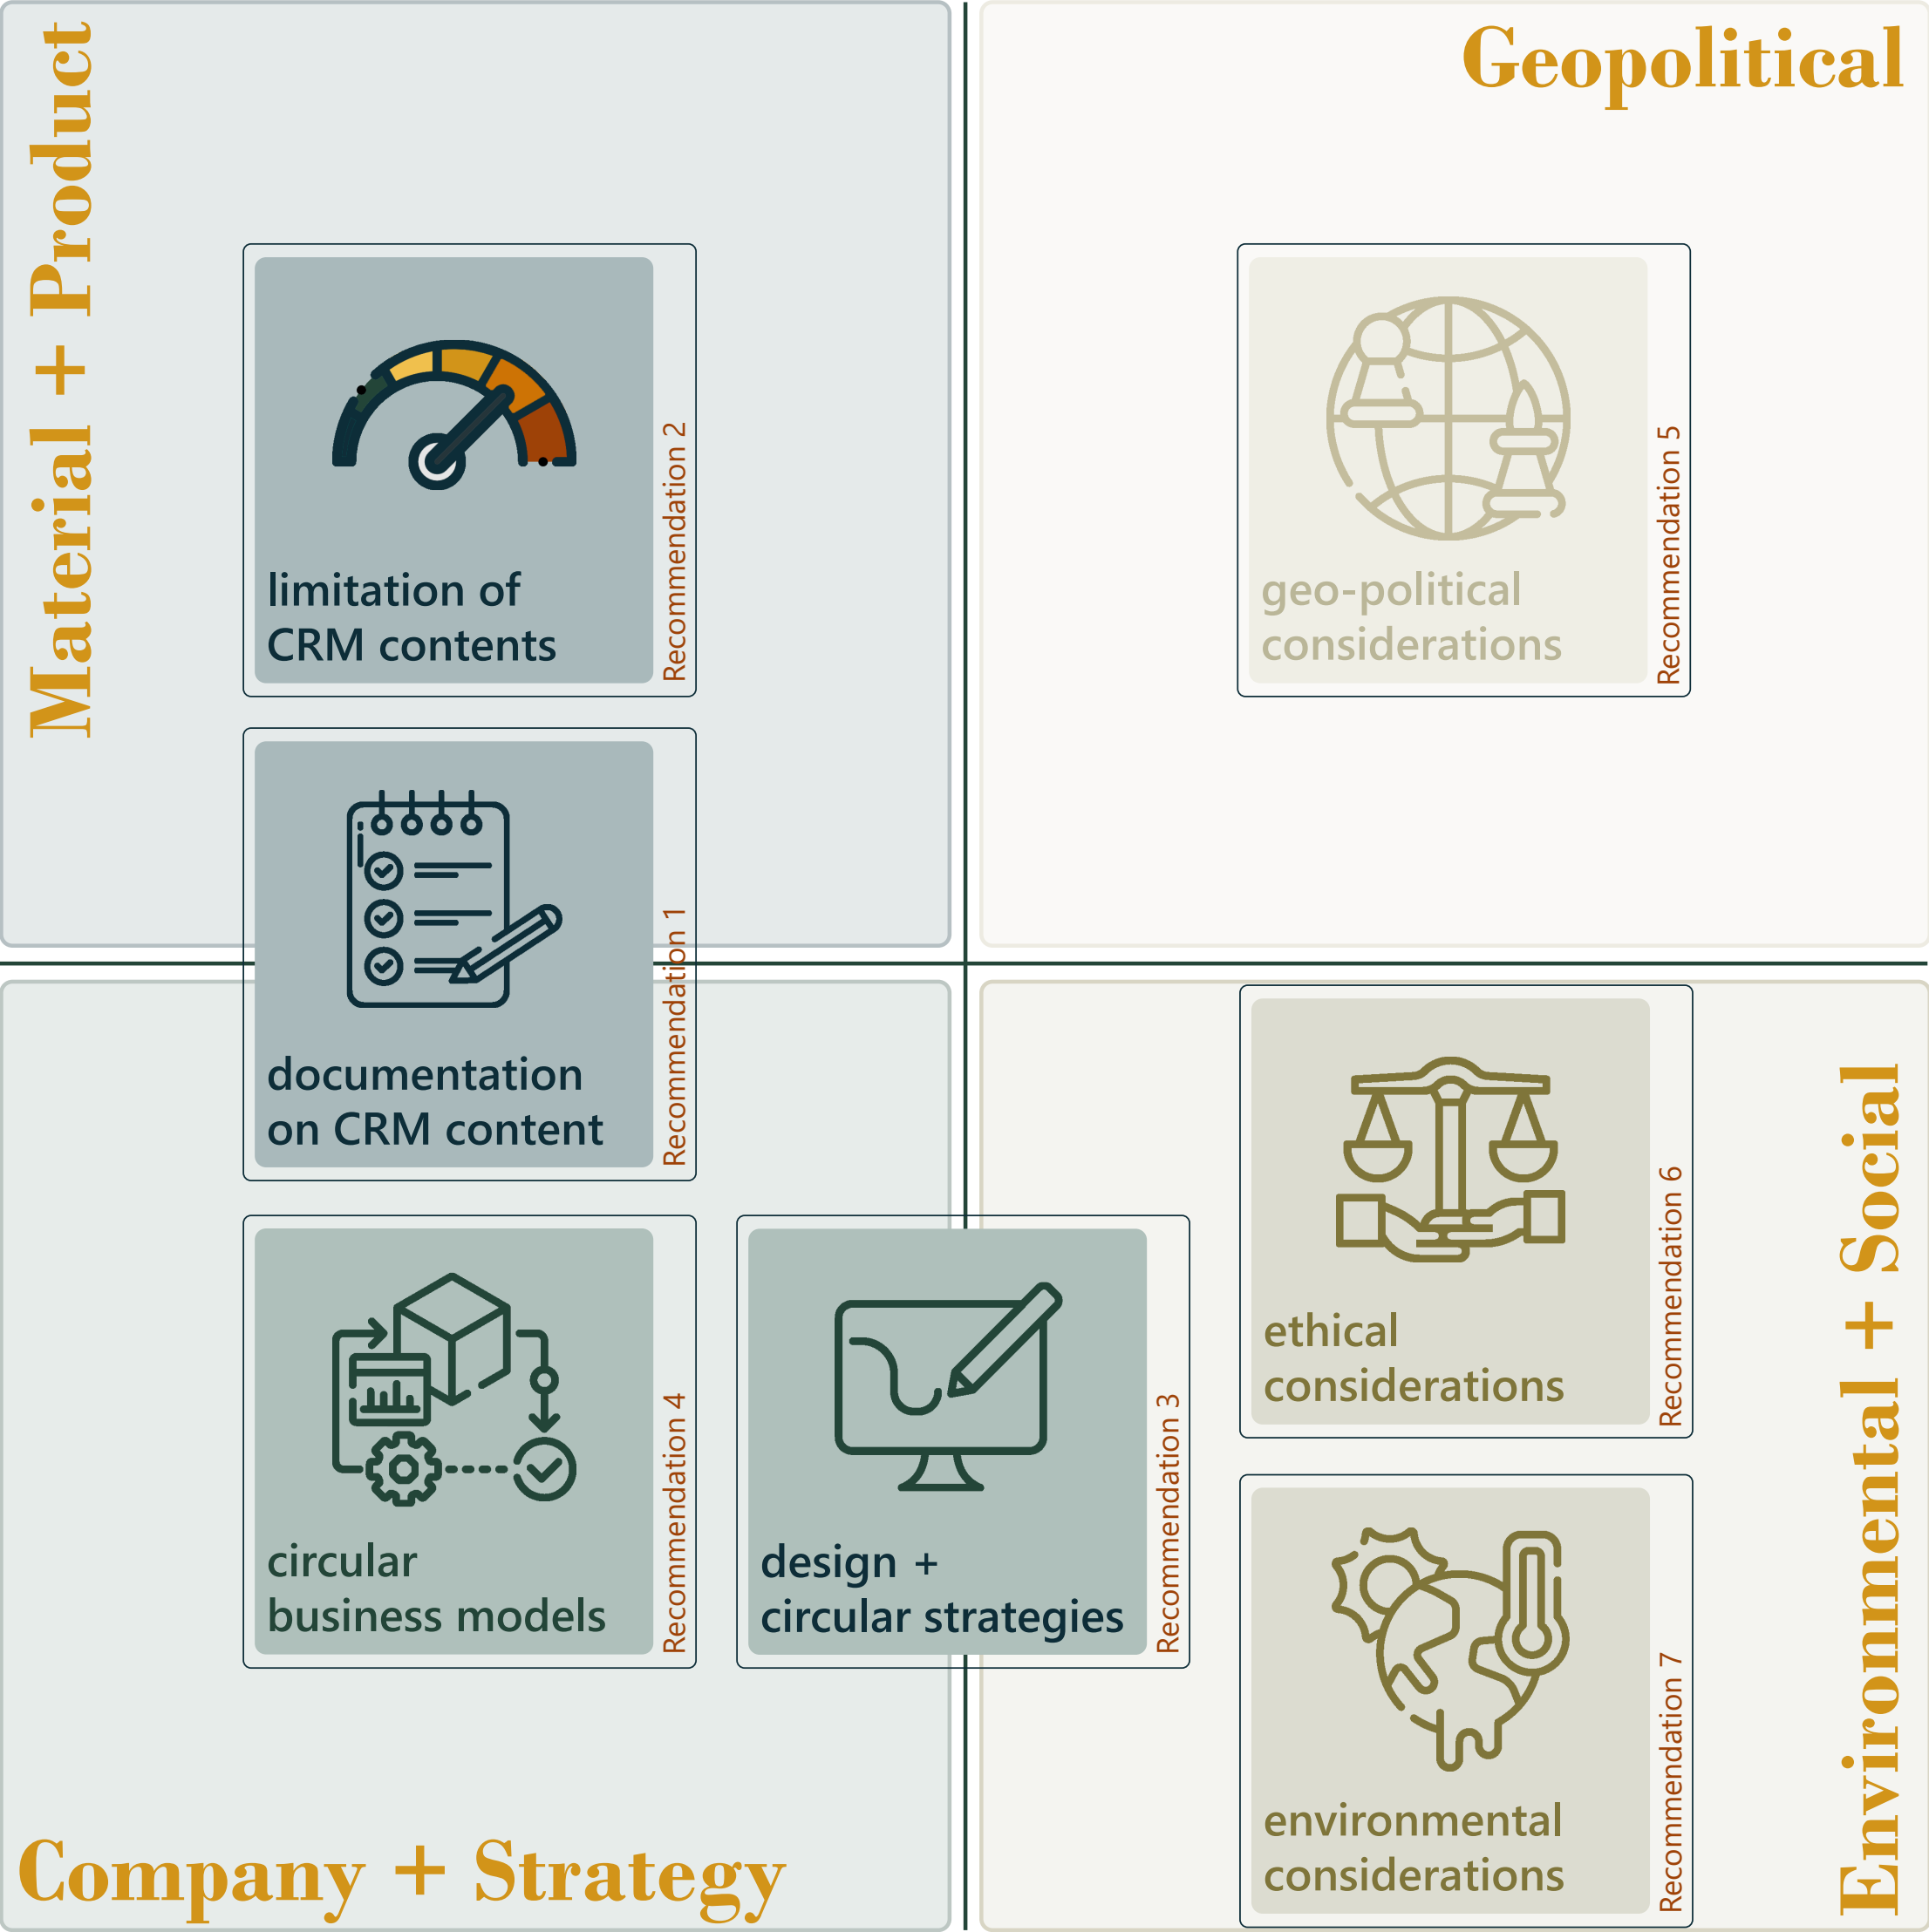 Material + Product
Geopolitical
limitation of
CRM contents
Recommendation 2
geo-political
considerations
Recommendation 5
documentation
on CRM content
Recommendation 1
circular
business models
Recommendation 4
design +
circular strategies
Recommendation 3
ethical
considerations
Recommendation 6
environmental
considerations
Recommendation 7
Company + Strategy
Environmental + Social